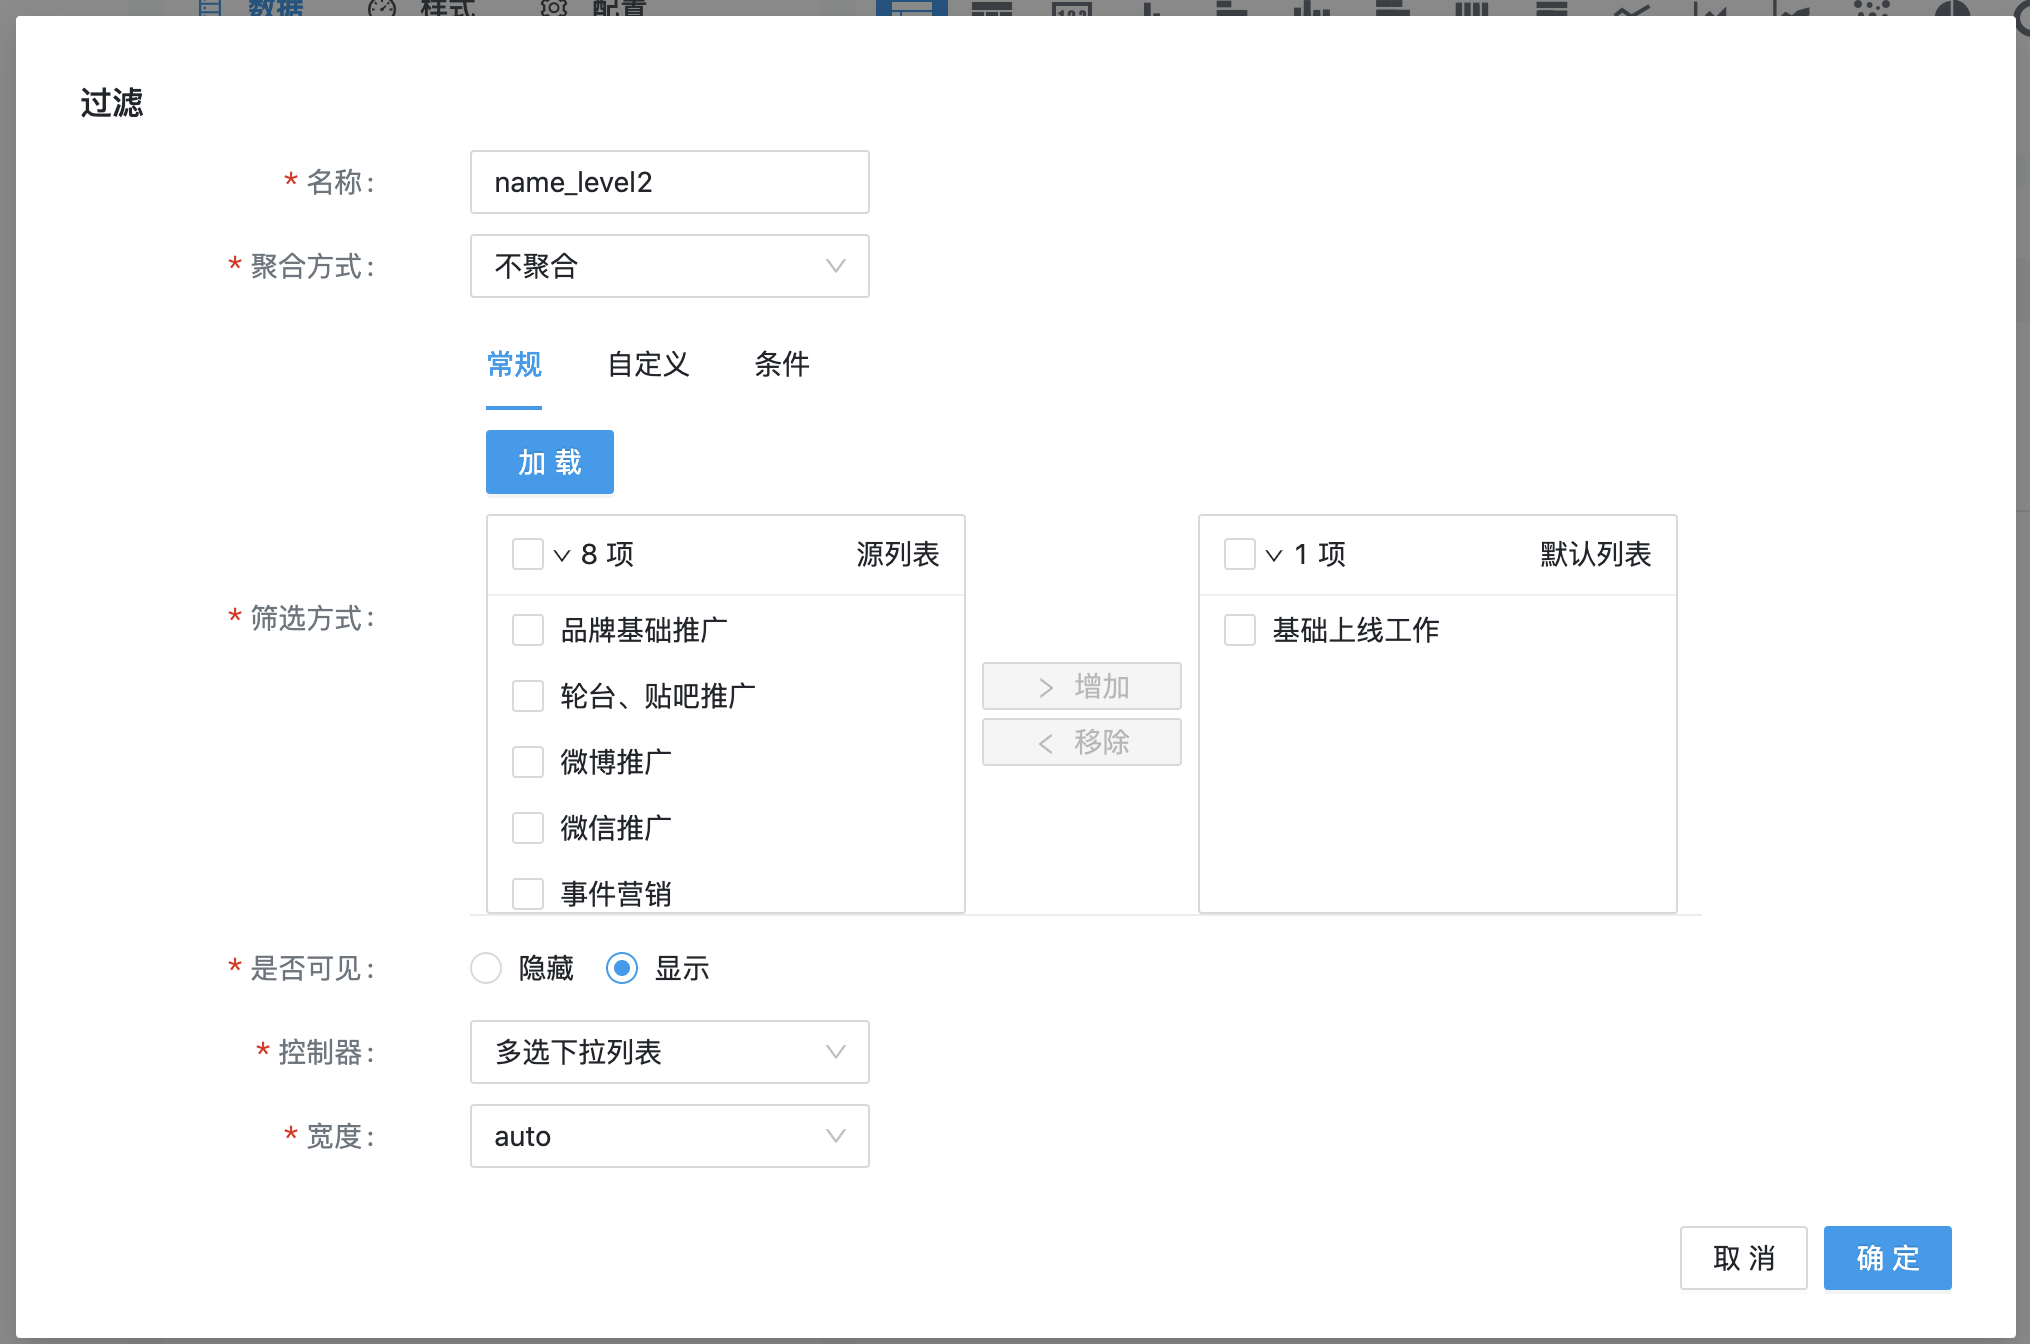 数据 样式 配置
过滤
* 名称:
name_level2
* 聚合方式:
不聚合
常规 自定义 条件
加 载
* 筛选方式:
8 项 源列表
品牌基础推广
轮台、贴吧推广
微博推广
微信推广
事件营销
> 增加
< 移除
1 项 默认列表
基础上线工作
* 是否可见:
隐藏 显示
* 控制器:
多选下拉列表
* 宽度:
auto
取 消 确 定